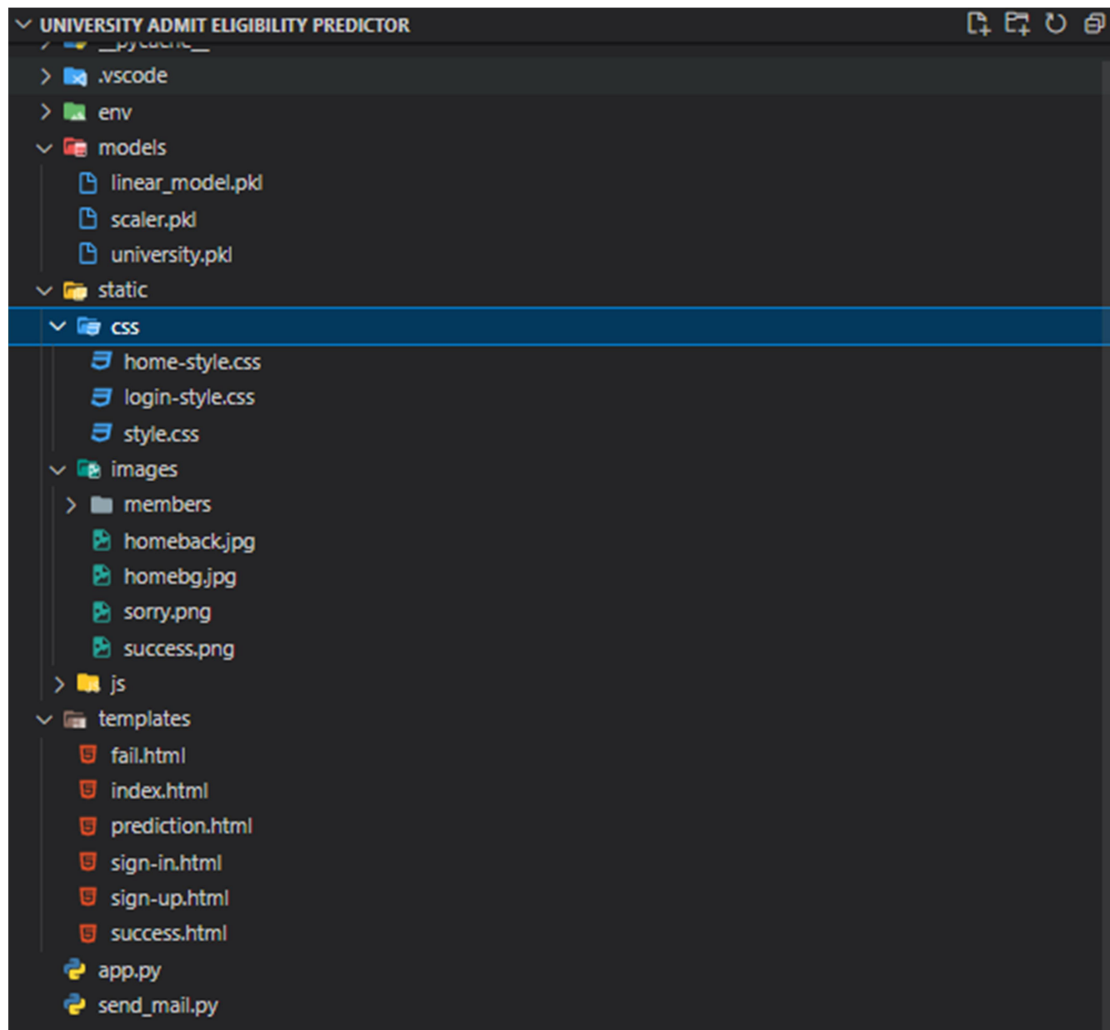 UNIVERSITY ADMIT ELIGIBILITY PREDICTOR
__pycache__
.vscode
env
models
linear_model.pkl
scaler.pkl
university.pkl
static
css
home-style.css
login-style.css
style.css
images
members
homeback.jpg
homebg.jpg
sorry.png
success.png
js
templates
fail.html
index.html
prediction.html
sign-in.html
sign-up.html
success.html
app.py
send_mail.py